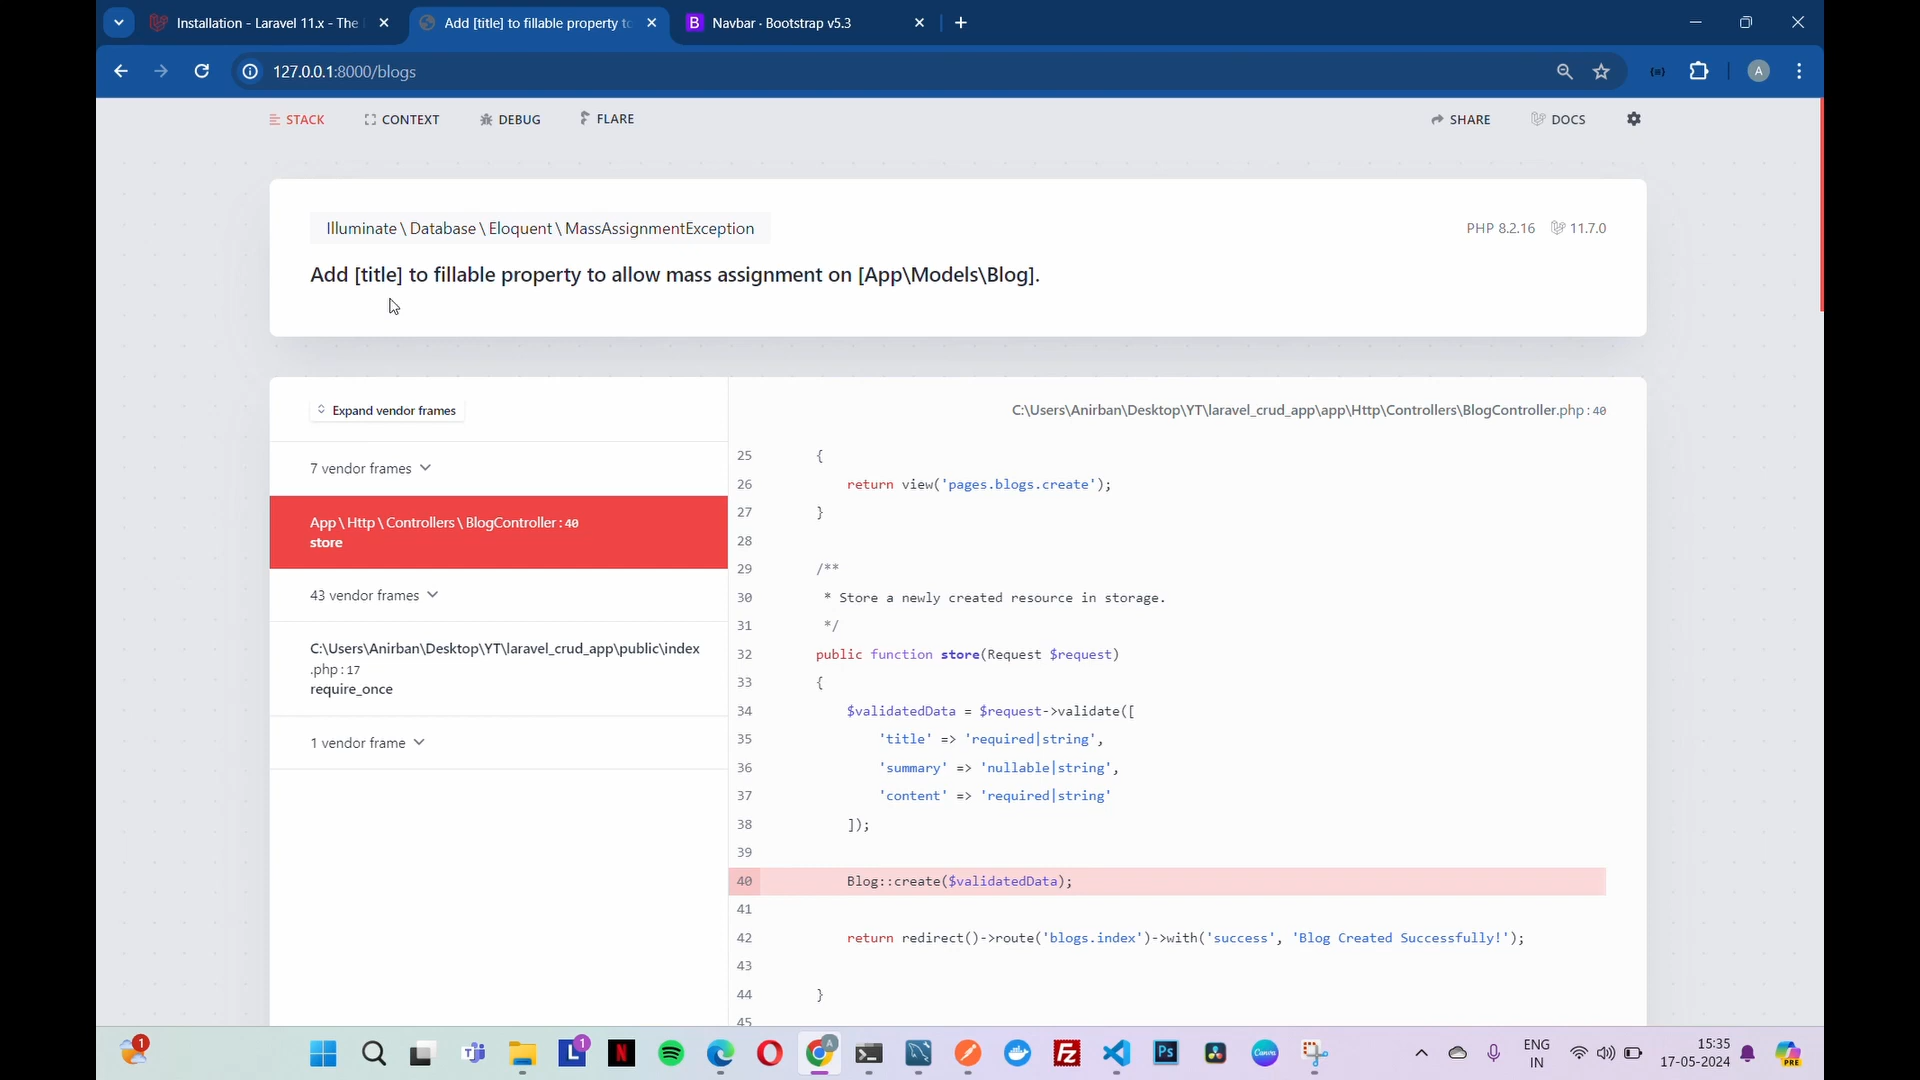 Installation - Laravel 11.x - The
Add [title] to fillable property to
B Navbar · Bootstrap v5.3
127.0.0.1:8000/blogs
A
STACK
CONTEXT
DEBUG
FLARE
SHARE
DOCS
Illuminate \ Database \ Eloquent \ MassAssignmentException
PHP 8.2.16
11.7.0
Add [title] to fillable property to allow mass assignment on [App\Models\Blog].
Expand vendor frames
7 vendor frames
App \ Http \ Controllers \ BlogController : 40
store
43 vendor frames
C:\Users\Anirban\Desktop\YT\laravel_crud_app\public\index
.php : 17
require_once
1 vendor frame
C:\Users\Anirban\Desktop\YT\laravel_crud_app\app\Http\Controllers\BlogController.php : 40
25 {
26 return view('pages.blogs.create');
27 }
28
29 /**
30 * Store a newly created resource in storage.
31 */
32 public function store(Request $request)
33 {
34 $validatedData = $request->validate([
35 'title' => 'required|string',
36 'summary' => 'nullable|string',
37 'content' => 'required|string'
38 ]);
39
40 Blog::create($validatedData);
41
42 return redirect()->route('blogs.index')->with('success', 'Blog Created Successfully!');
43
44 }
45
1
L
1
N
A
Fz
Ps
Canva
ENG
IN
15:35
17-05-2024
PRE